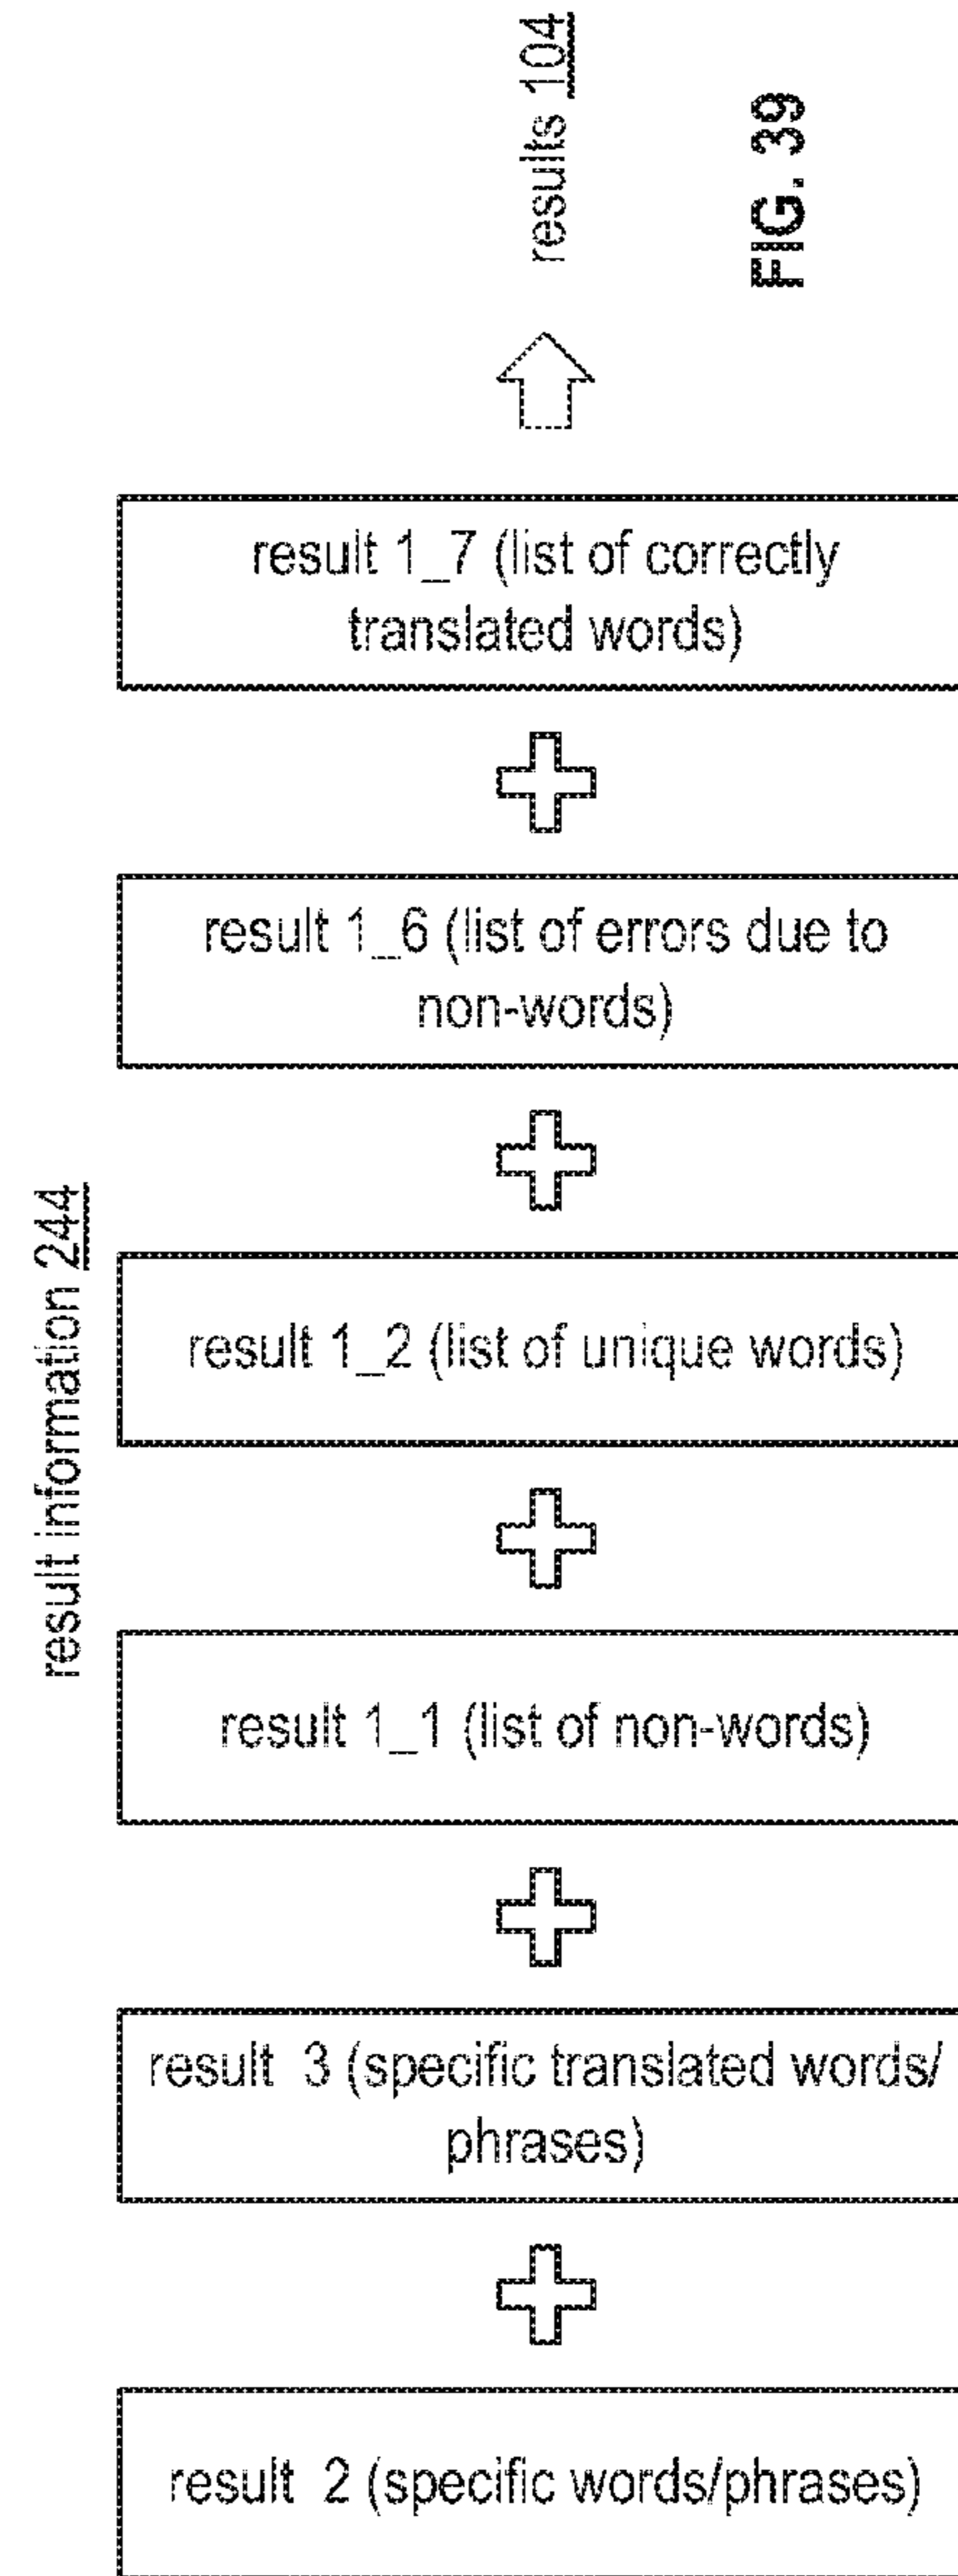 result information 244
result 2 (specific words/phrases)
result 3 (specific translated words/
phrases)
result 1_1 (list of non-words)
result 1_2 (list of unique words)
result 1_6 (list of errors due to
non-words)
result 1_7 (list of correctly
translated words)
results 104
FIG. 39